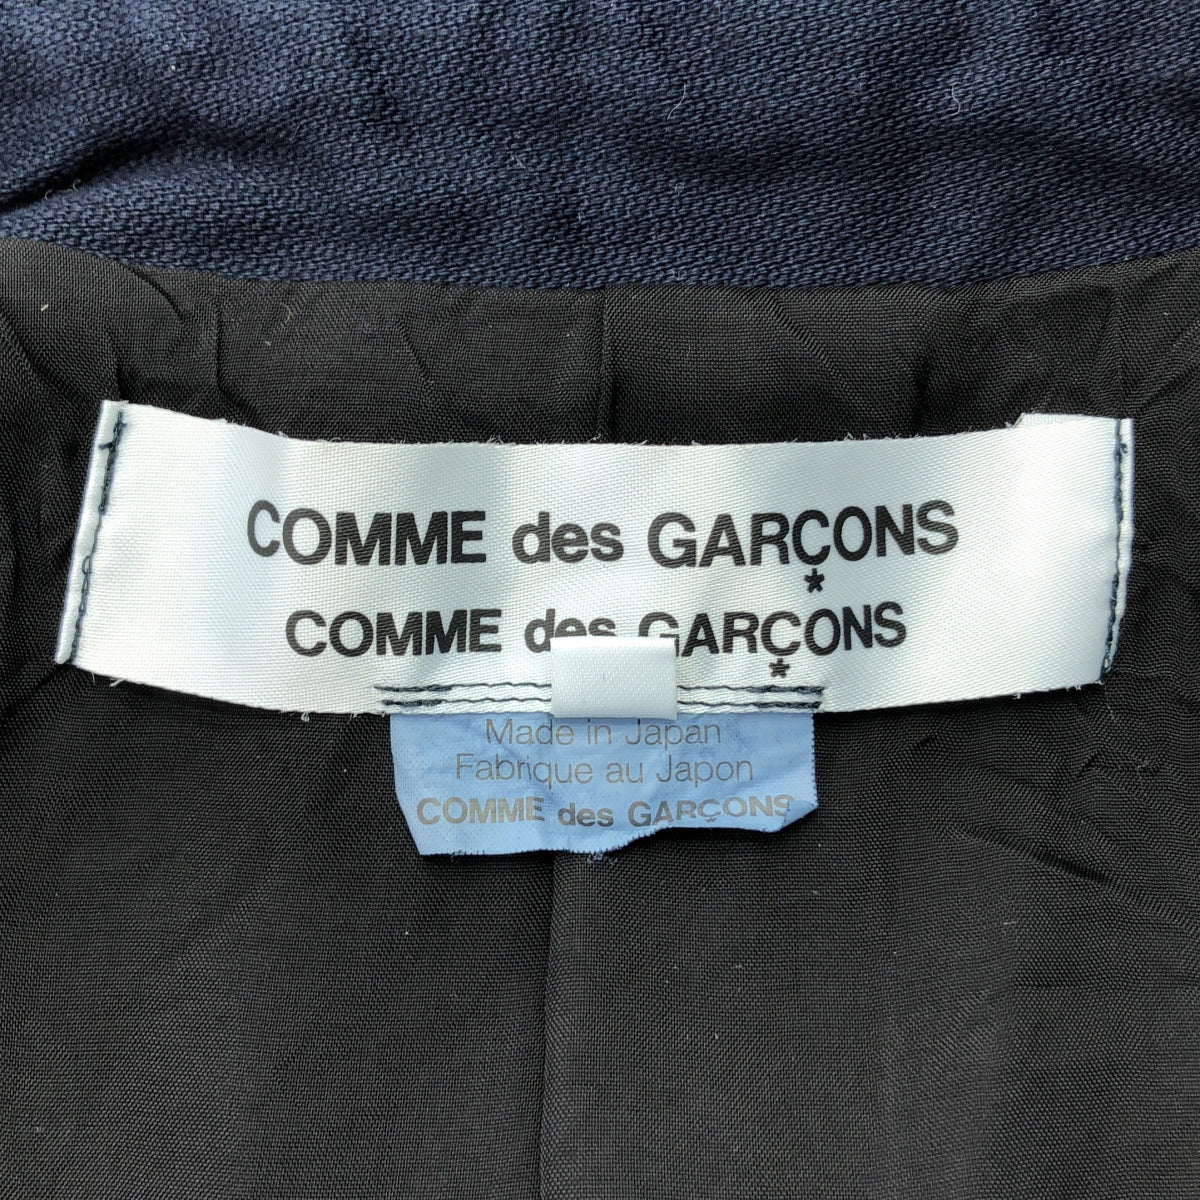 COMME des GARÇONS
*
COMME des GARÇONS
*
Made in Japan
Fabrique au Japon
COMME des GARÇONS